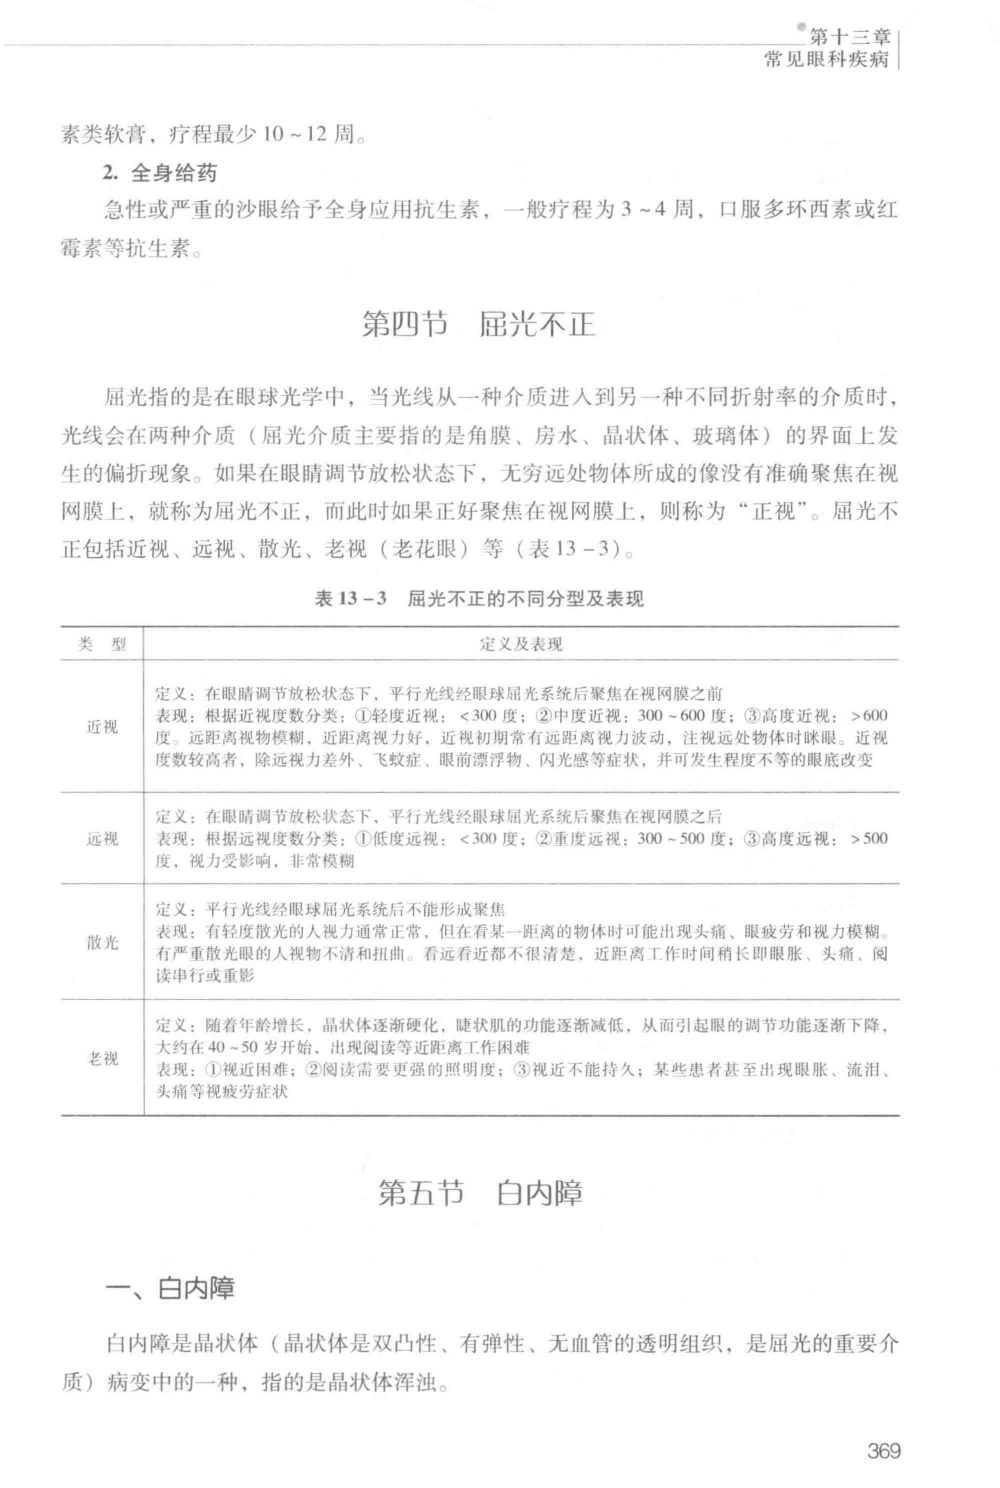 第十三章
常见眼科疾病
素类软膏，疗程最少 10～12 周。
2. 全身给药
急性或严重的沙眼给予全身应用抗生素，一般疗程为 3～4 周，口服多环西素或红
霉素等抗生素。
第四节　屈光不正
屈光指的是在眼球光学中，当光线从一种介质进入到另一种不同折射率的介质时，
光线会在两种介质（屈光介质主要指的是角膜、房水、晶状体、玻璃体）的界面上发
生的偏折现象。如果在眼睛调节放松状态下，无穷远处物体所成的像没有准确聚焦在视
网膜上，就称为屈光不正，而此时如果正好聚焦在视网膜上，则称为“正视”。屈光不
正包括近视、远视、散光、老视（老花眼）等（表 13－3）。
表 13－3　屈光不正的不同分型及表现
类　型　定义及表现
近视
定义：在眼睛调节放松状态下，平行光线经眼球屈光系统后聚焦在视网膜之前
表现：根据近视度数分类：①轻度近视：<300 度；②中度近视：300～600 度；③高度近视：>600
度。远距离视物模糊，近距离视力好，近视初期常有远距离视力波动，注视远处物体时眯眼。近视
度数较高者，除远视力差外、飞蚊症、眼前漂浮物、闪光感等症状，并可发生程度不等的眼底改变
远视
定义：在眼睛调节放松状态下，平行光线经眼球屈光系统后聚焦在视网膜之后
表现：根据远视度数分类：①低度远视：<300 度；②重度远视：300～500 度；③高度远视：>500
度，视力受影响，非常模糊
散光
定义：平行光线经眼球屈光系统后不能形成聚焦
表现：有轻度散光的人视力通常正常，但在看某一距离的物体时可能出现头痛、眼疲劳和视力模糊。
有严重散光眼的人视物不清和扭曲。看远看近都不很清楚，近距离工作时间稍长即眼胀、头痛、阅
读串行或重影
老视
定义：随着年龄增长，晶状体逐渐硬化，睫状肌的功能逐渐减低，从而引起眼的调节功能逐渐下降，
大约在 40～50 岁开始，出现阅读等近距离工作困难
表现：①视近困难；②阅读需要更强的照明度；③视近不能持久；某些患者甚至出现眼胀、流泪、
头痛等视疲劳症状
第五节　白内障
一、白内障
白内障是晶状体（晶状体是双凸性、有弹性、无血管的透明组织，是屈光的重要介
质）病变中的一种，指的是晶状体浑浊。
369